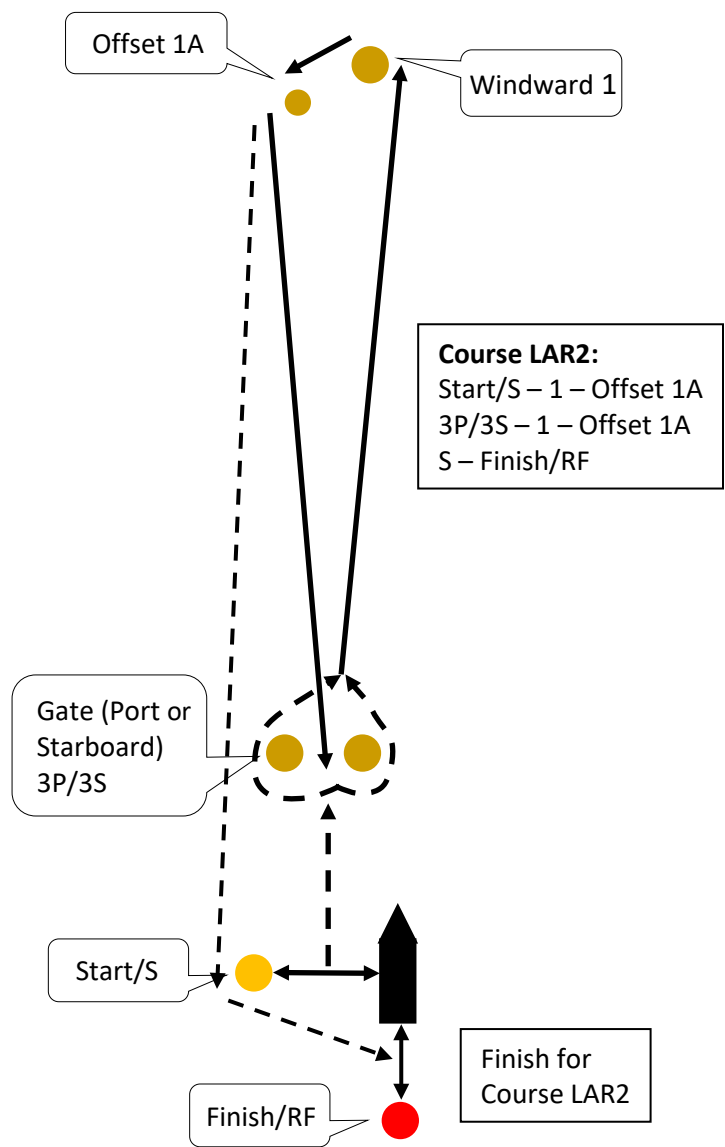 Offset 1A
Windward 1
Course LAR2:
Start/S – 1 – Offset 1A
3P/3S – 1 – Offset 1A
S – Finish/RF
Gate (Port or
Starboard)
3P/3S
Start/S
Finish for
Course LAR2
Finish/RF